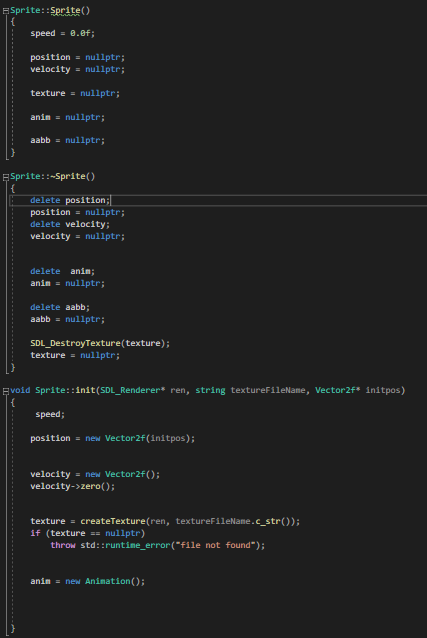 Sprite::Sprite()
{
speed = 0.0f;
position = nullptr;
velocity = nullptr;
texture = nullptr;
anim = nullptr;
aabb = nullptr;
}
Sprite::~Sprite()
{
delete position;
position = nullptr;
delete velocity;
velocity = nullptr;
delete  anim;
anim = nullptr;
delete aabb;
aabb = nullptr;
SDL_DestroyTexture(texture);
texture = nullptr;
}
void Sprite::init(SDL_Renderer* ren, string textureFileName, Vector2f* initpos)
{
speed;
position = new Vector2f(initpos);
velocity = new Vector2f();
velocity->zero();
texture = createTexture(ren, textureFileName.c_str());
if (texture == nullptr)
throw std::runtime_error("file not found");
anim = new Animation();
}